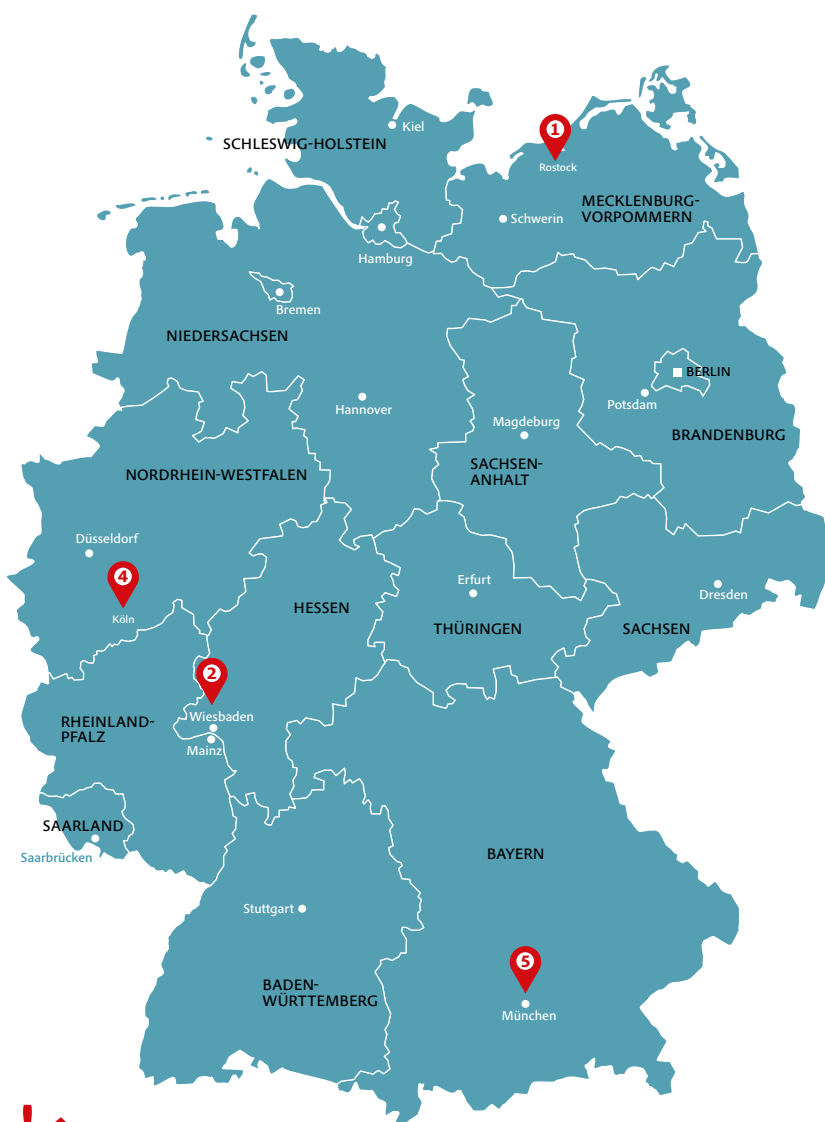 Kiel
1
SCHLESWIG-HOLSTEIN
Rostock
MECKLENBURG-
VORPOMMERN
Schwerin
Hamburg
Bremen
NIEDERSACHSEN
BERLIN
Hannover
Potsdam
Magdeburg
BRANDENBURG
NORDRHEIN-WESTFALEN
SACHSEN-
ANHALT
Düsseldorf
4
Erfurt
Dresden
HESSEN
Köln
THÜRINGEN
SACHSEN
2
Wiesbaden
RHEINLAND-
PFALZ
Mainz
SAARLAND
Saarbrücken
BAYERN
Stuttgart
5
BADEN-
WÜRTTEMBERG
München